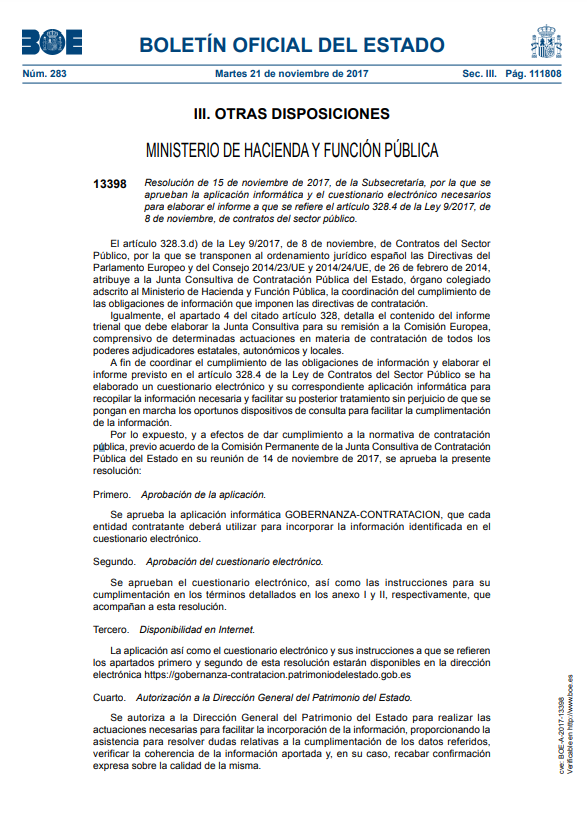 BOE
BOLETÍN OFICIAL DEL ESTADO
Núm. 283 Martes 21 de noviembre de 2017 Sec. III. Pág. 111808
III. OTRAS DISPOSICIONES
MINISTERIO DE HACIENDA Y FUNCIÓN PÚBLICA
13398 Resolución de 15 de noviembre de 2017, de la Subsecretaría, por la que se
aprueban la aplicación informática y el cuestionario electrónico necesarios
para elaborar el informe a que se refiere el artículo 328.4 de la Ley 9/2017, de
8 de noviembre, de contratos del sector público.
El artículo 328.3.d) de la Ley 9/2017, de 8 de noviembre, de Contratos del Sector
Público, por la que se transponen al ordenamiento jurídico español las Directivas del
Parlamento Europeo y del Consejo 2014/23/UE y 2014/24/UE, de 26 de febrero de 2014,
atribuye a la Junta Consultiva de Contratación Pública del Estado, órgano colegiado
adscrito al Ministerio de Hacienda y Función Pública, la coordinación del cumplimiento de
las obligaciones de información que imponen las directivas de contratación.
Igualmente, el apartado 4 del citado artículo 328, detalla el contenido del informe
trienal que debe elaborar la Junta Consultiva para su remisión a la Comisión Europea,
comprensivo de determinadas actuaciones en materia de contratación de todos los
poderes adjudicadores estatales, autonómicos y locales.
A fin de coordinar el cumplimiento de las obligaciones de información y elaborar el
informe previsto en el artículo 328.4 de la Ley de Contratos del Sector Público se ha
elaborado un cuestionario electrónico y su correspondiente aplicación informática para
recopilar la información necesaria y facilitar su posterior tratamiento sin perjuicio de que se
pongan en marcha los oportunos dispositivos de consulta para facilitar la cumplimentación
de la información.
Por lo expuesto, y a efectos de dar cumplimiento a la normativa de contratación
pública, previo acuerdo de la Comisión Permanente de la Junta Consultiva de Contratación
Pública del Estado en su reunión de 14 de noviembre de 2017, se aprueba la presente
resolución:
Primero. Aprobación de la aplicación.
Se aprueba la aplicación informática GOBERNANZA-CONTRATACION, que cada
entidad contratante deberá utilizar para incorporar la información identificada en el
cuestionario electrónico.
Segundo. Aprobación del cuestionario electrónico.
Se aprueban el cuestionario electrónico, así como las instrucciones para su
cumplimentación en los términos detallados en los anexo I y II, respectivamente, que
acompañan a esta resolución.
Tercero. Disponibilidad en Internet.
La aplicación así como el cuestionario electrónico y sus instrucciones a que se refieren
los apartados primero y segundo de esta resolución estarán disponibles en la dirección
electrónica https://gobernanza-contratacion.patrimoniodelestado.gob.es
Cuarto. Autorización a la Dirección General del Patrimonio del Estado.
Se autoriza a la Dirección General del Patrimonio del Estado para realizar las
actuaciones necesarias para facilitar la incorporación de la información, proporcionando la
asistencia para resolver dudas relativas a la cumplimentación de los datos referidos,
verificar la coherencia de la información aportada y, en su caso, recabar confirmación
expresa sobre la calidad de la misma.
cve: BOE-A-2017-13398
Verificable en http://www.boe.es